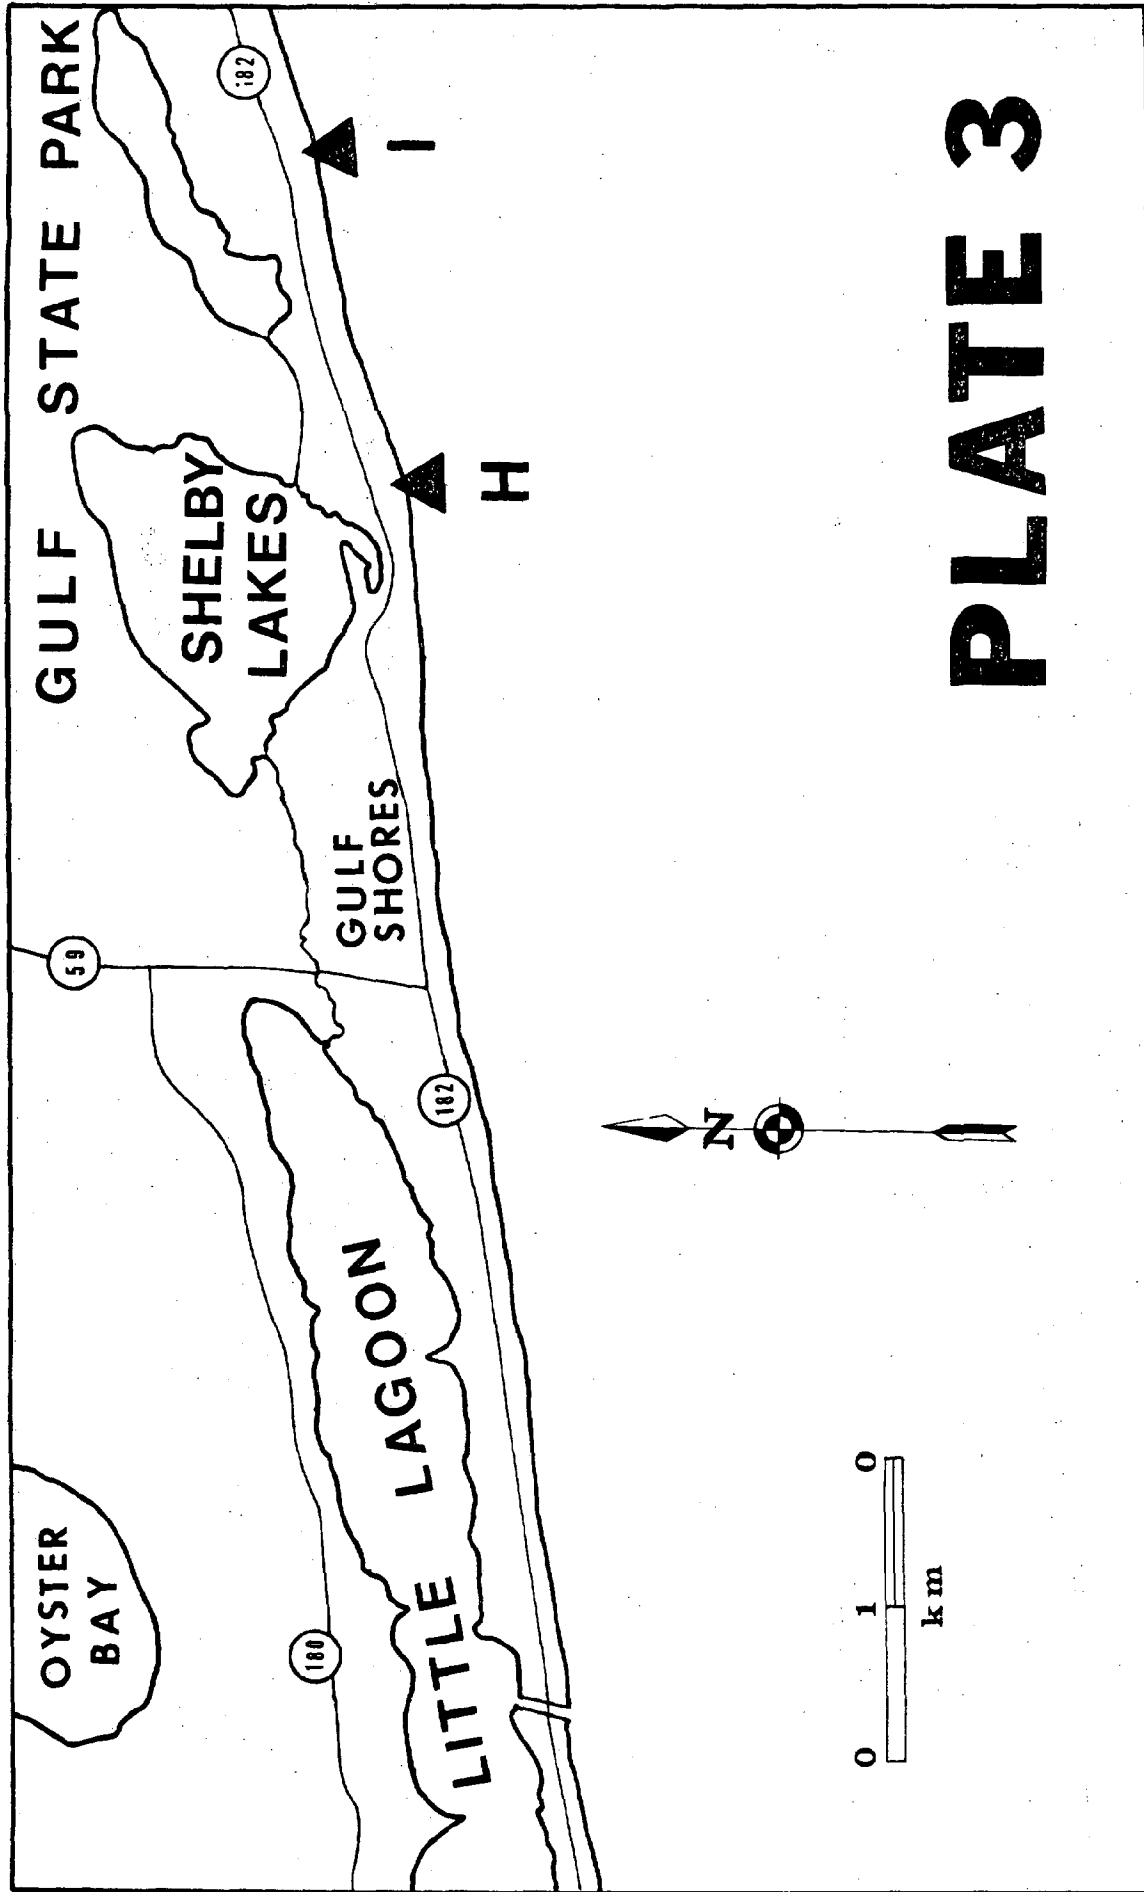 GULF STATE PARK
OYSTER
BAY
59
182
SHELBY
LAKES
180
GULF
SHORES
182
LITTLE LAGOON
I
H
N
0 1 0
km
PLATE 3